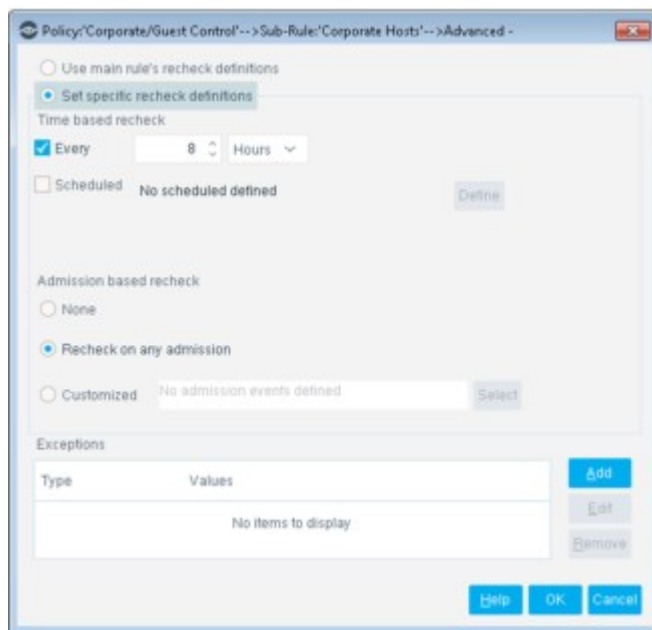 Policy:'Corporate/Guest Control'-->Sub-Rule:'Corporate Hosts'-->Advanced -
Use main rule's recheck definitions
Set specific recheck definitions
Time based recheck
Every 8 Hours
Scheduled No scheduled defined Define
Admission based recheck
None
Recheck on any admission
Customized No admission events defined Select
Exceptions
Type Values Add
No items to display Edit
Remove
Help OK Cancel